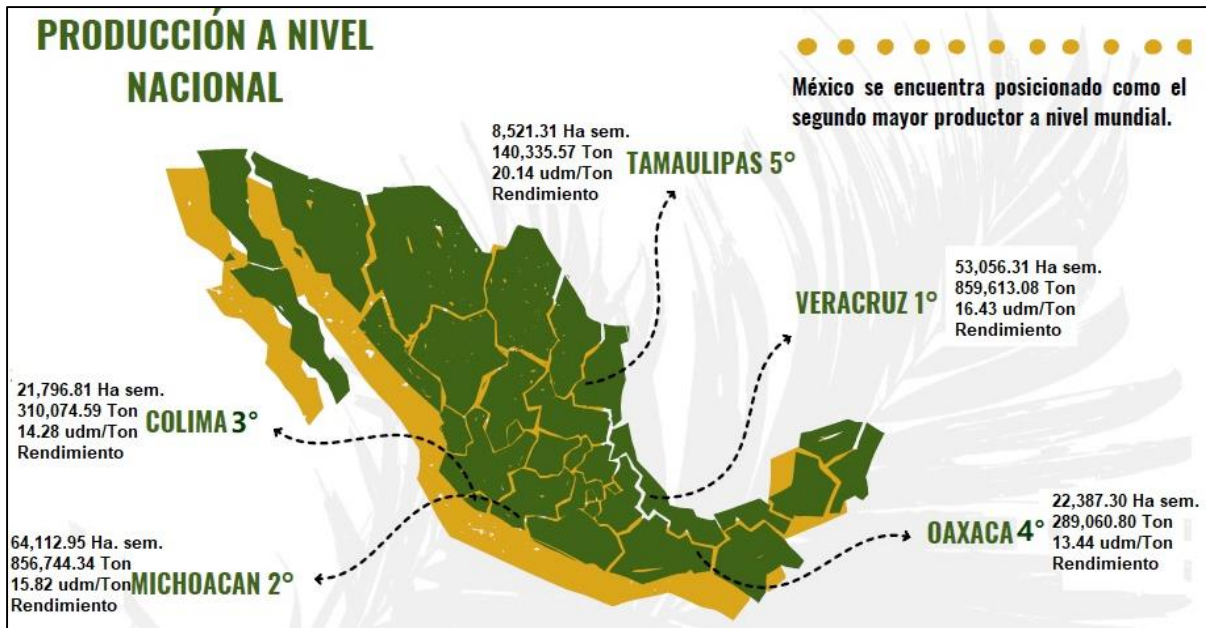 PRODUCCIÓN A NIVEL
NACIONAL
México se encuentra posicionado como el
segundo mayor productor a nivel mundial.
8,521.31 Ha sem.
140,335.57 Ton
20.14 udm/Ton
Rendimiento
TAMAULIPAS 5°
53,056.31 Ha sem.
859,613.08 Ton
16.43 udm/Ton
Rendimiento
VERACRUZ 1°
21,796.81 Ha sem.
310,074.59 Ton
14.28 udm/Ton
Rendimiento
COLIMA 3°
22,387.30 Ha sem.
289,060.80 Ton
13.44 udm/Ton
Rendimiento
OAXACA 4°
64,112.95 Ha. sem.
856,744.34 Ton
15.82 udm/Ton
Rendimiento
MICHOACAN 2°